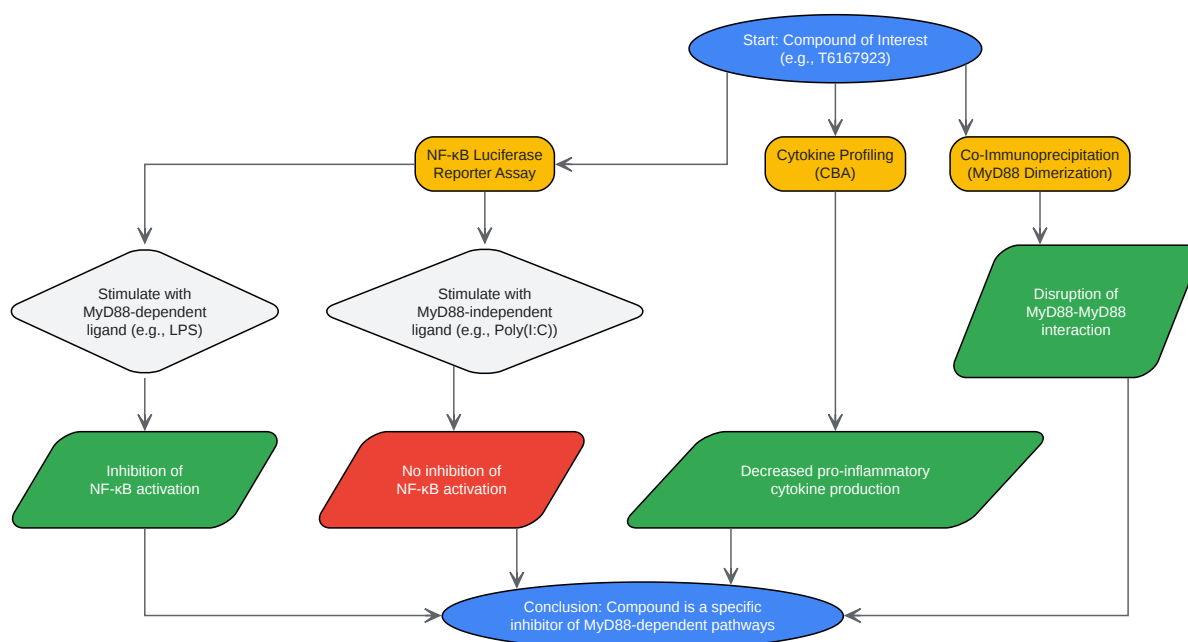 Start: Compound of Interest
(e.g., T6167923)
NF-κB Luciferase
Reporter Assay
Cytokine Profiling
(CBA)
Co-Immunoprecipitation
(MyD88 Dimerization)
Stimulate with
MyD88-dependent
ligand (e.g., LPS)
Stimulate with
MyD88-independent
ligand (e.g., Poly(I:C))
Disruption of
MyD88-MyD88
interaction
Inhibition of
NF-κB activation
No inhibition of
NF-κB activation
Decreased pro-inflammatory
cytokine production
Conclusion: Compound is a specific
inhibitor of MyD88-dependent pathways